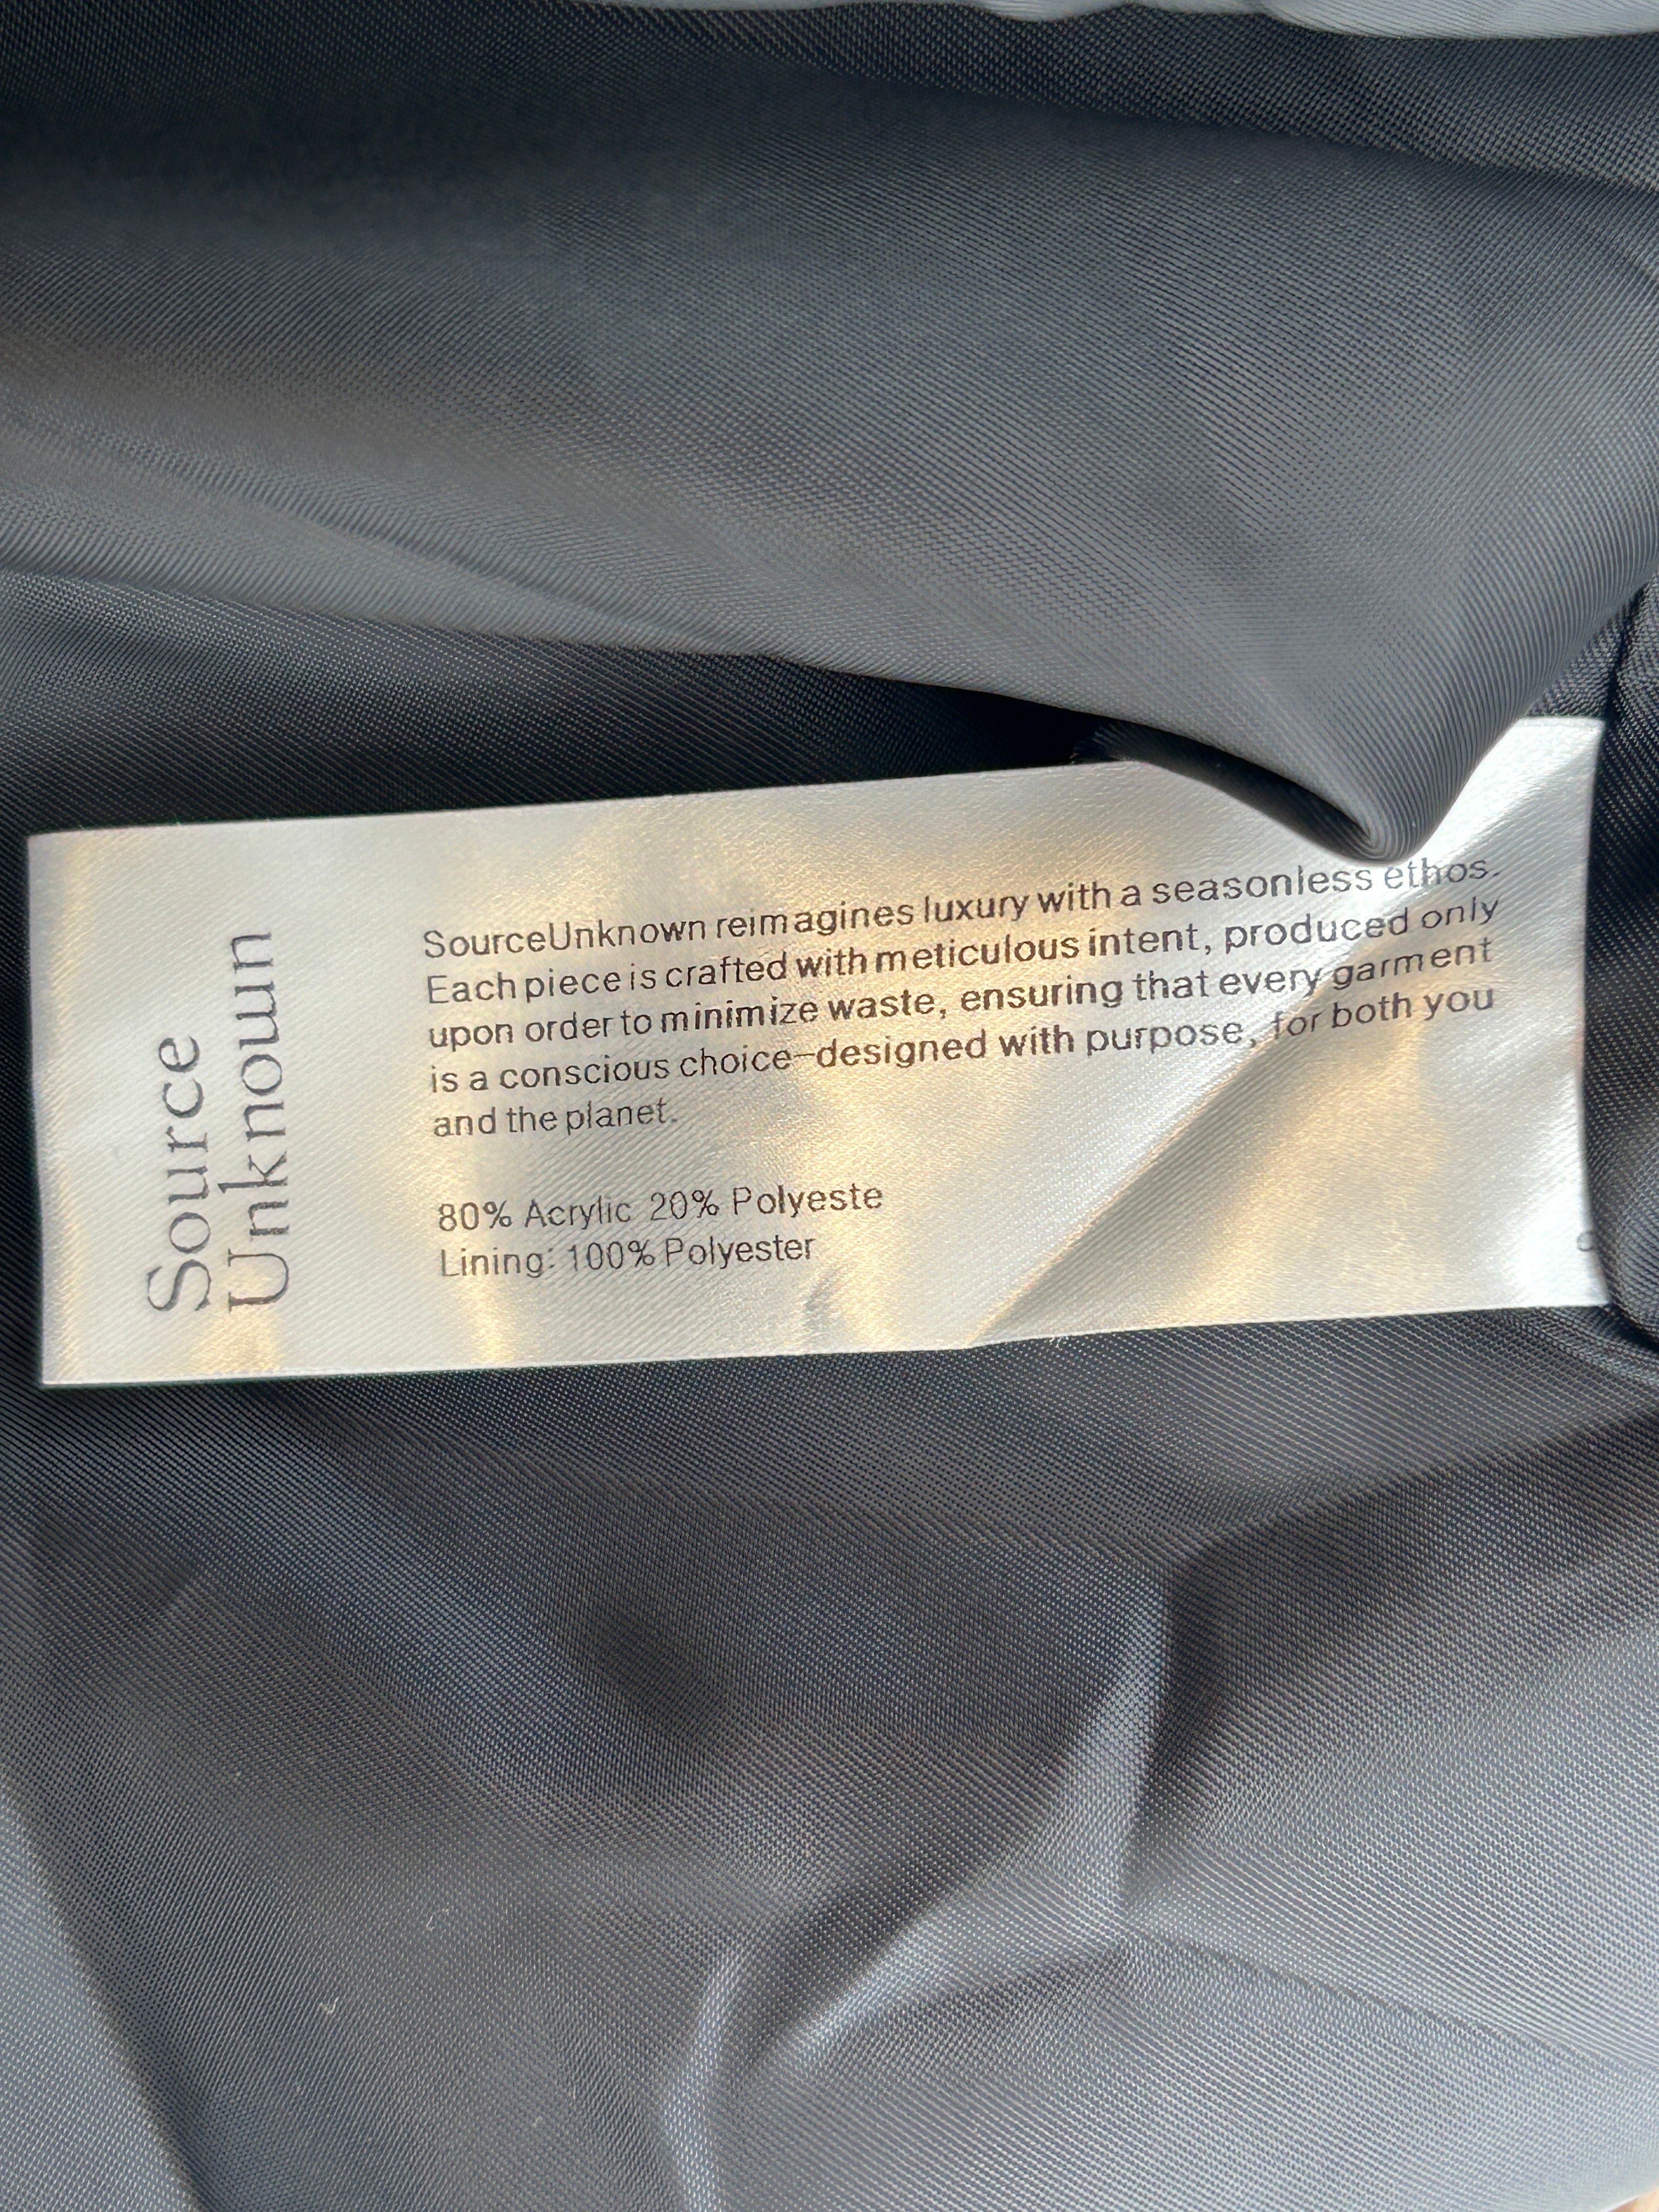 Source
Unknown
SourceUnknown reimagines luxury with a seasonless ethos.
Each piece is crafted with meticulous intent, produced only
upon order to minimize waste, ensuring that every garment
is a conscious choice—designed with purpose, for both you
and the planet.
80% Acrylic 20% Polyeste
Lining: 100% Polyester